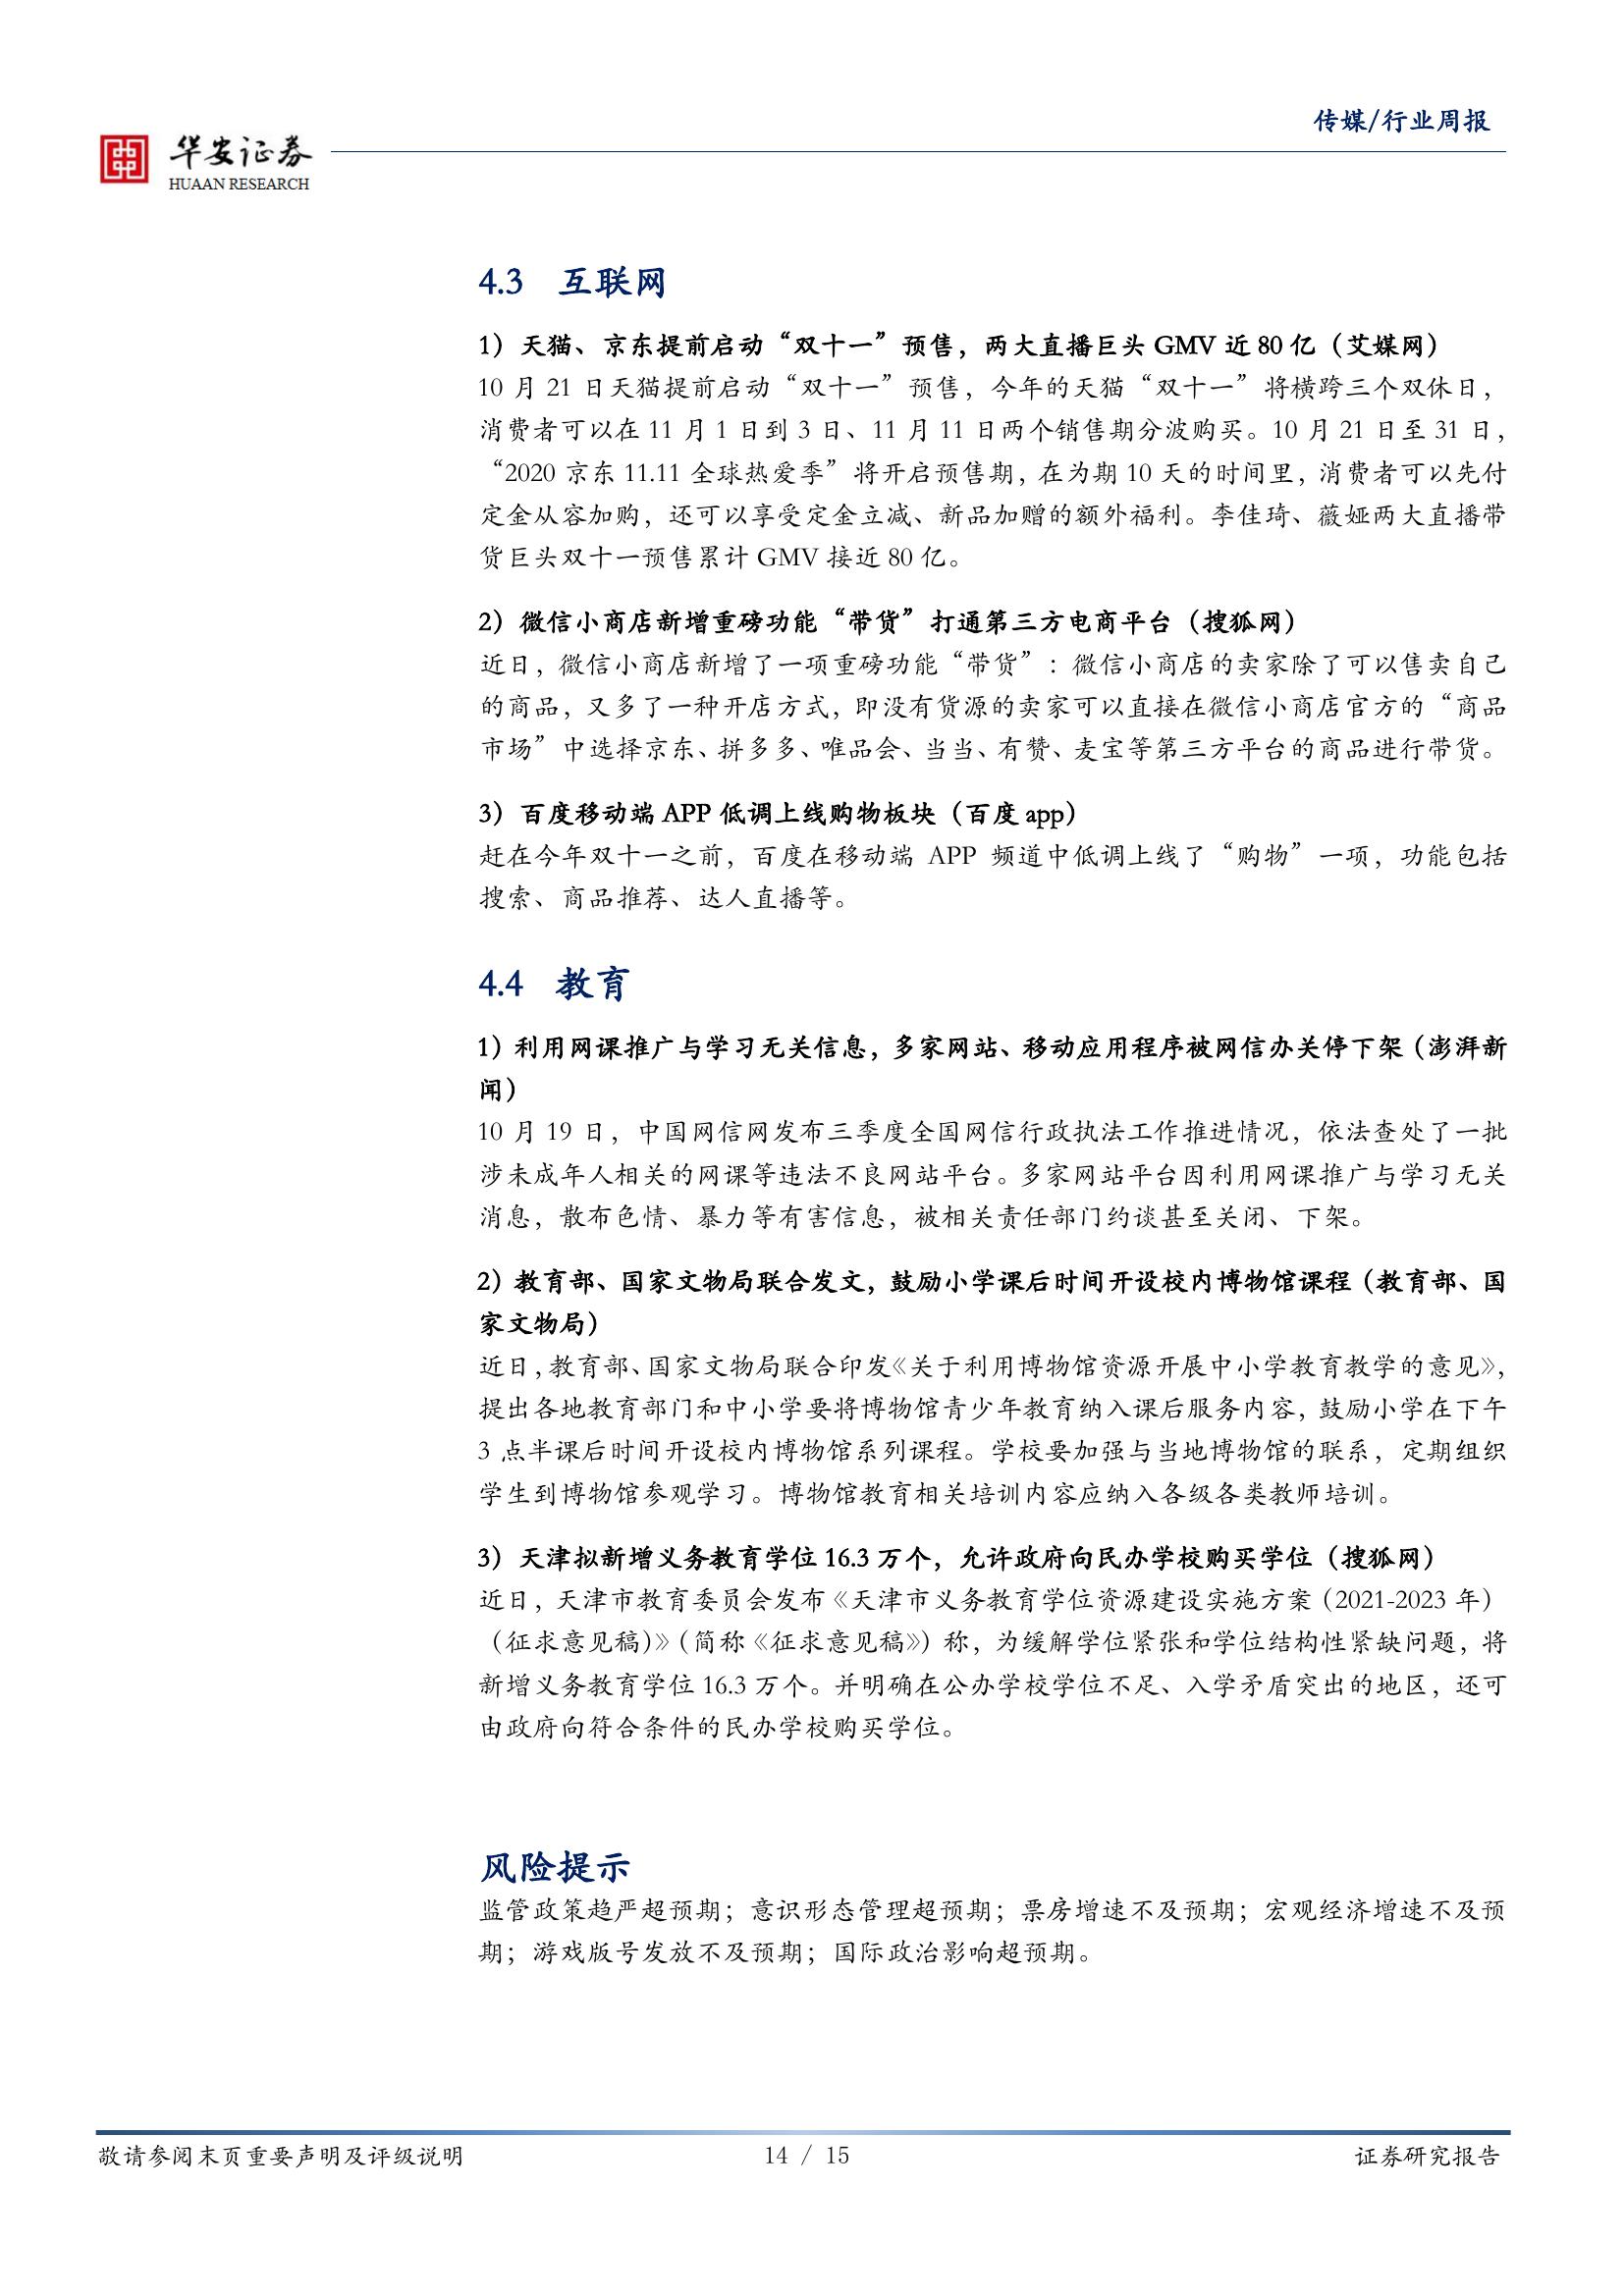 传媒/行业周报
华安证券
HUAAN RESEARCH
4.3 互联网
1）天猫、京东提前启动“双十一”预售，两大直播巨头 GMV 近 80 亿（艾媒网）
10 月 21 日天猫提前启动“双十一”预售，今年的天猫“双十一”将横跨三个双休日，
消费者可以在 11 月 1 日到 3 日、11 月 11 日两个销售期分波购买。10 月 21 日至 31 日，
“2020 京东 11.11 全球热爱季”将开启预售期，在为期 10 天的时间里，消费者可以先付
定金从容加购，还可以享受定金立减、新品加赠的额外福利。李佳琦、薇娅两大直播带
货巨头双十一预售累计 GMV 接近 80 亿。
2）微信小商店新增重磅功能“带货”打通第三方电商平台（搜狐网）
近日，微信小商店新增了一项重磅功能“带货”：微信小商店的卖家除了可以售卖自己
的商品，又多了一种开店方式，即没有货源的卖家可以直接在微信小商店官方的“商品
市场”中选择京东、拼多多、唯品会、当当、有赞、麦宝等第三方平台的商品进行带货。
3）百度移动端 APP 低调上线购物板块（百度 app）
赶在今年双十一之前，百度在移动端 APP 频道中低调上线了“购物”一项，功能包括
搜索、商品推荐、达人直播等。
4.4 教育
1）利用网课推广与学习无关信息，多家网站、移动应用程序被网信办关停下架（澎湃新
闻）
10 月 19 日，中国网信网发布三季度全国网信行政执法工作推进情况，依法查处了一批
涉未成年人相关的网课等违法不良网站平台。多家网站平台因利用网课推广与学习无关
消息，散布色情、暴力等有害信息，被相关责任部门约谈甚至关闭、下架。
2）教育部、国家文物局联合发文，鼓励小学课后时间开设校内博物馆课程（教育部、国
家文物局）
近日，教育部、国家文物局联合印发《关于利用博物馆资源开展中小学教育教学的意见》，
提出各地教育部门和中小学要将博物馆青少年教育纳入课后服务内容，鼓励小学在下午
3 点半课后时间开设校内博物馆系列课程。学校要加强与当地博物馆的联系，定期组织
学生到博物馆参观学习。博物馆教育相关培训内容应纳入各级各类教师培训。
3）天津拟新增义务教育学位 16.3 万个，允许政府向民办学校购买学位（搜狐网）
近日，天津市教育委员会发布《天津市义务教育学位资源建设实施方案（2021-2023 年）
（征求意见稿）》（简称《征求意见稿》）称，为缓解学位紧张和学位结构性紧缺问题，将
新增义务教育学位 16.3 万个。并明确在公办学校学位不足、入学矛盾突出的地区，还可
由政府向符合条件的民办学校购买学位。
风险提示
监管政策趋严超预期；意识形态管理超预期；票房增速不及预期；宏观经济增速不及预
期；游戏版号发放不及预期；国际政治影响超预期。
敬请参阅末页重要声明及评级说明
14 / 15
证券研究报告